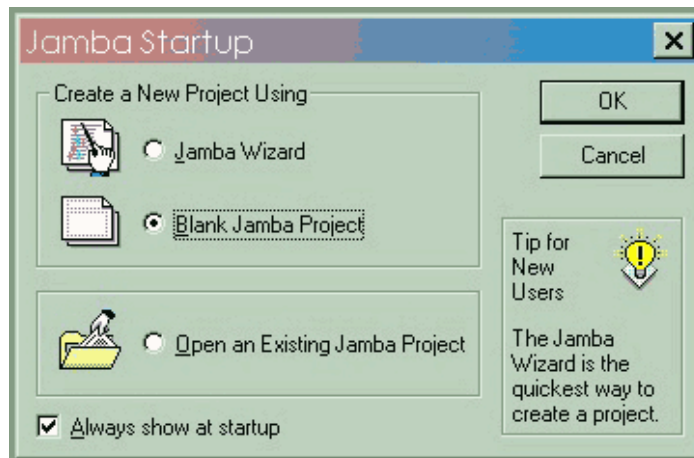 Jamba Startup
Create a New Project Using
OK
Jamba Wizard
Cancel
Blank Jamba Project
Tip for
New
Users
Open an Existing Jamba Project
The Jamba
Wizard is the
quickest way to
create a project.
Always show at startup